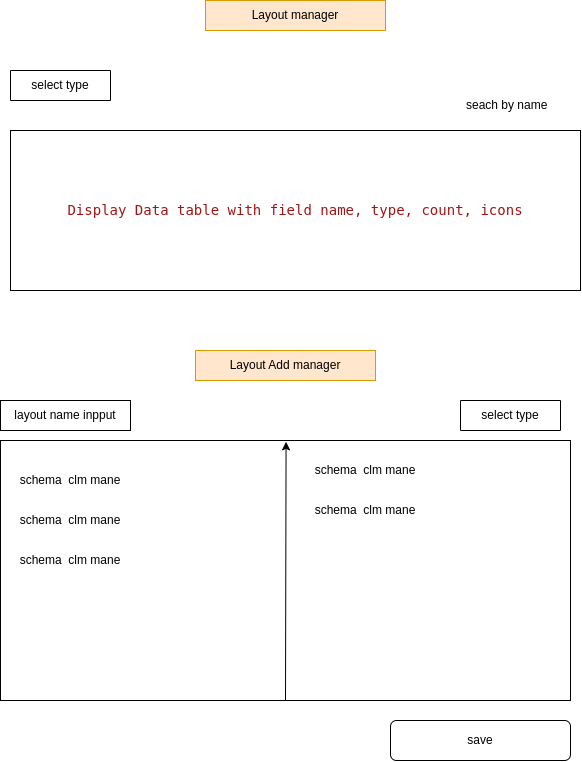 Layout manager
select type
seach by name
Display Data table with field name, type, count, icons
Layout Add manager
layout name inpput
select type
schema  clm mane
schema  clm mane
schema  clm mane
schema  clm mane
schema  clm mane
save